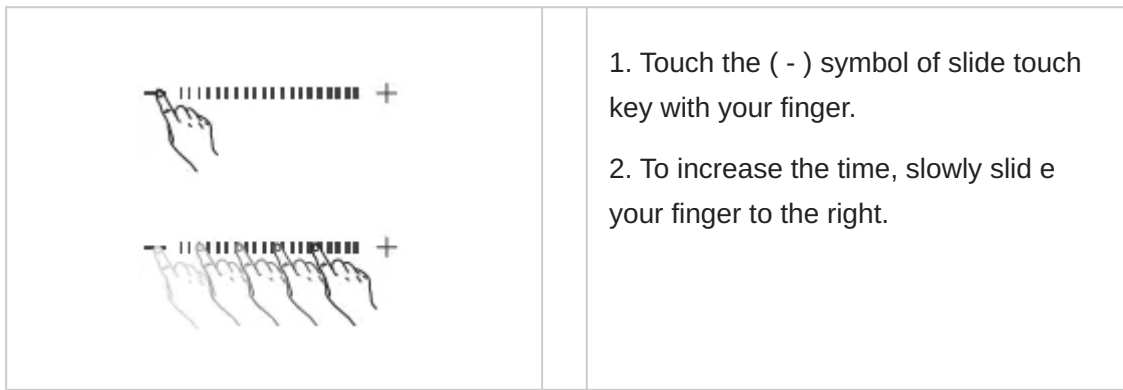 1. Touch the ( - ) symbol of slide touch
key with your finger.
2. To increase the time, slowly slid e
your finger to the right.